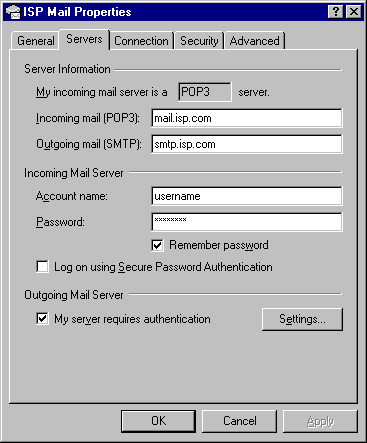 ISP Mail Properties
General Servers Connection Security Advanced
Server Information
My incoming mail server is a POP3 server.
Incoming mail (POP3): mail.isp.com
Outgoing mail (SMTP): smtp.isp.com
Incoming Mail Server
Account name: username
Password: ********
Remember password
Log on using Secure Password Authentication
Outgoing Mail Server
My server requires authentication Settings...
OK Cancel Apply